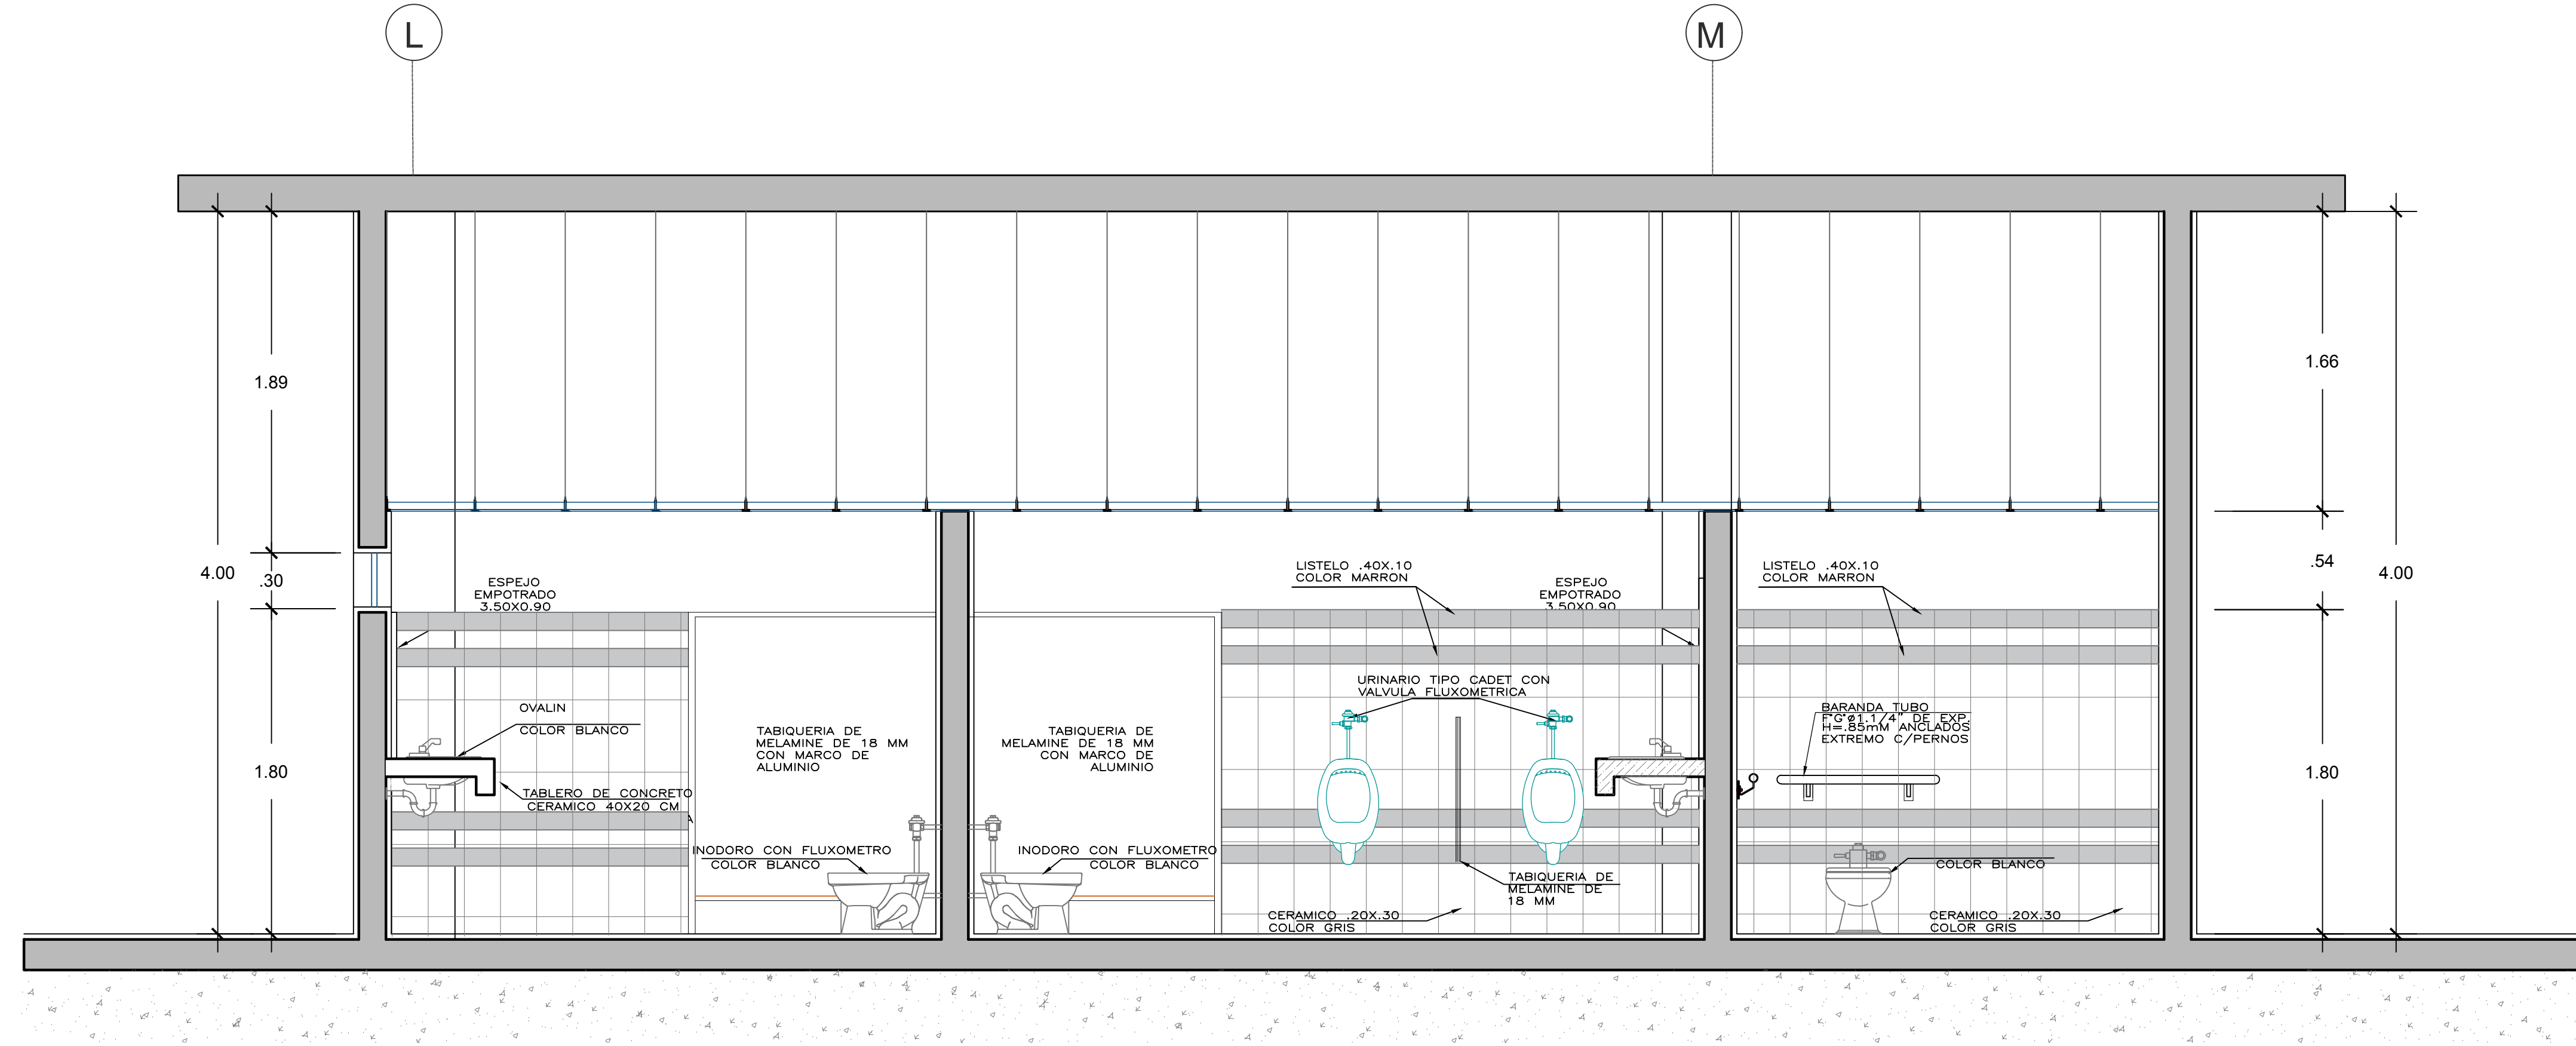 L
M
1.89
4.00
.30
1.80
1.66
.54
4.00
1.80
ESPEJO
EMPOTRADO
3.50X0.90
OVALIN
COLOR BLANCO
TABLERO DE CONCRETO
CERAMICO 40X20 CM
TABIQUERIA DE
MELAMINE DE 18 MM
CON MARCO DE
ALUMINIO
INODORO CON FLUXOMETRO
COLOR BLANCO
TABIQUERIA DE
MELAMINE DE 18 MM
CON MARCO DE
ALUMINIO
INODORO CON FLUXOMETRO
COLOR BLANCO
LISTELO .40X.10
COLOR MARRON
ESPEJO
EMPOTRADO
3.50X0.90
URINARIO TIPO CADET CON
VALVULA FLUXOMETRICA
TABIQUERIA DE
MELAMINE DE
18 MM
CERAMICO .20X.30
COLOR GRIS
LISTELO .40X.10
COLOR MARRON
BARANDA TUBO
F°G°ø1.1/4" DE EXP.
H=.85mM ANCLADOS
EXTREMO C/PERNOS
COLOR BLANCO
CERAMICO .20X.30
COLOR GRIS